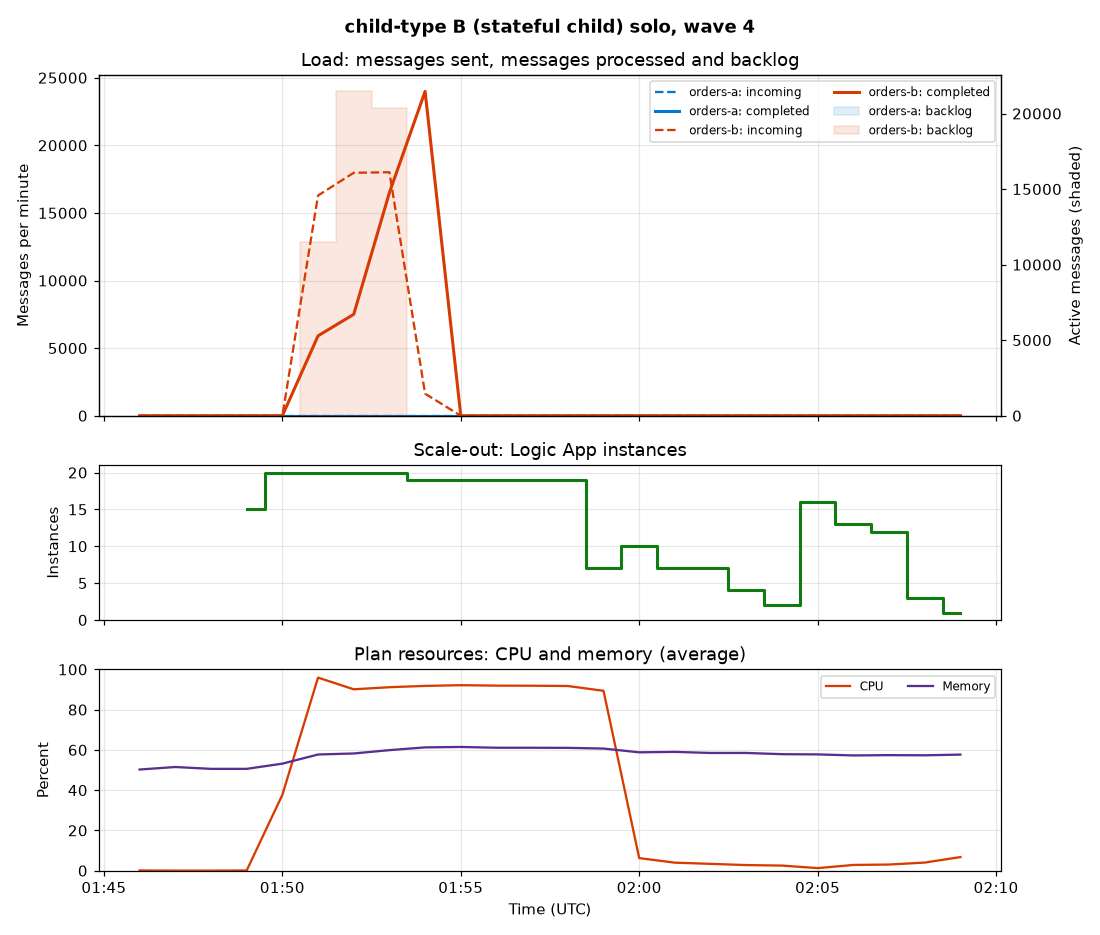 child-type B (stateful child) solo, wave 4
Load: messages sent, messages processed and backlog
Messages per minute
25000
20000
15000
10000
5000
0
orders-a: incoming
orders-a: completed
orders-b: incoming
orders-b: completed
orders-a: backlog
orders-b: backlog
20000
15000
10000
5000
0
Active messages (shaded)
Scale-out: Logic App instances
Instances
20
15
10
5
0
Plan resources: CPU and memory (average)
Percent
100
80
60
40
20
0
CPU
Memory
01:45
01:50
01:55
02:00
02:05
02:10
Time (UTC)